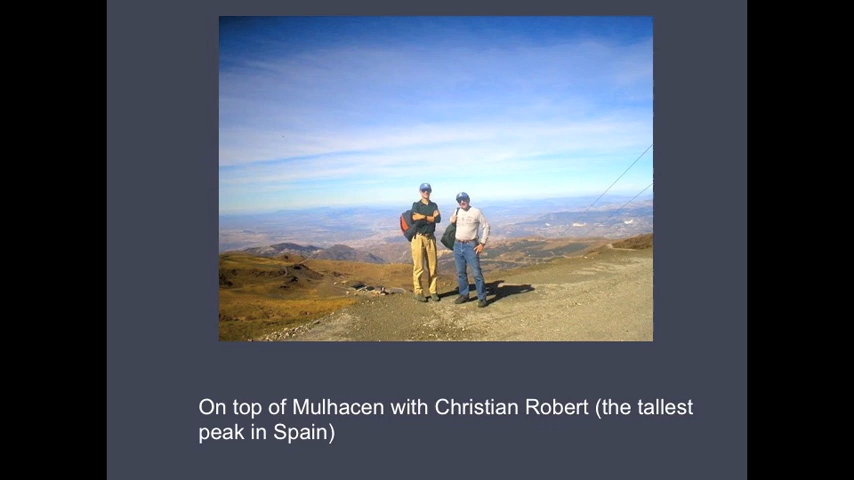 On top of Mulhacen with Christian Robert (the tallest
peak in Spain)